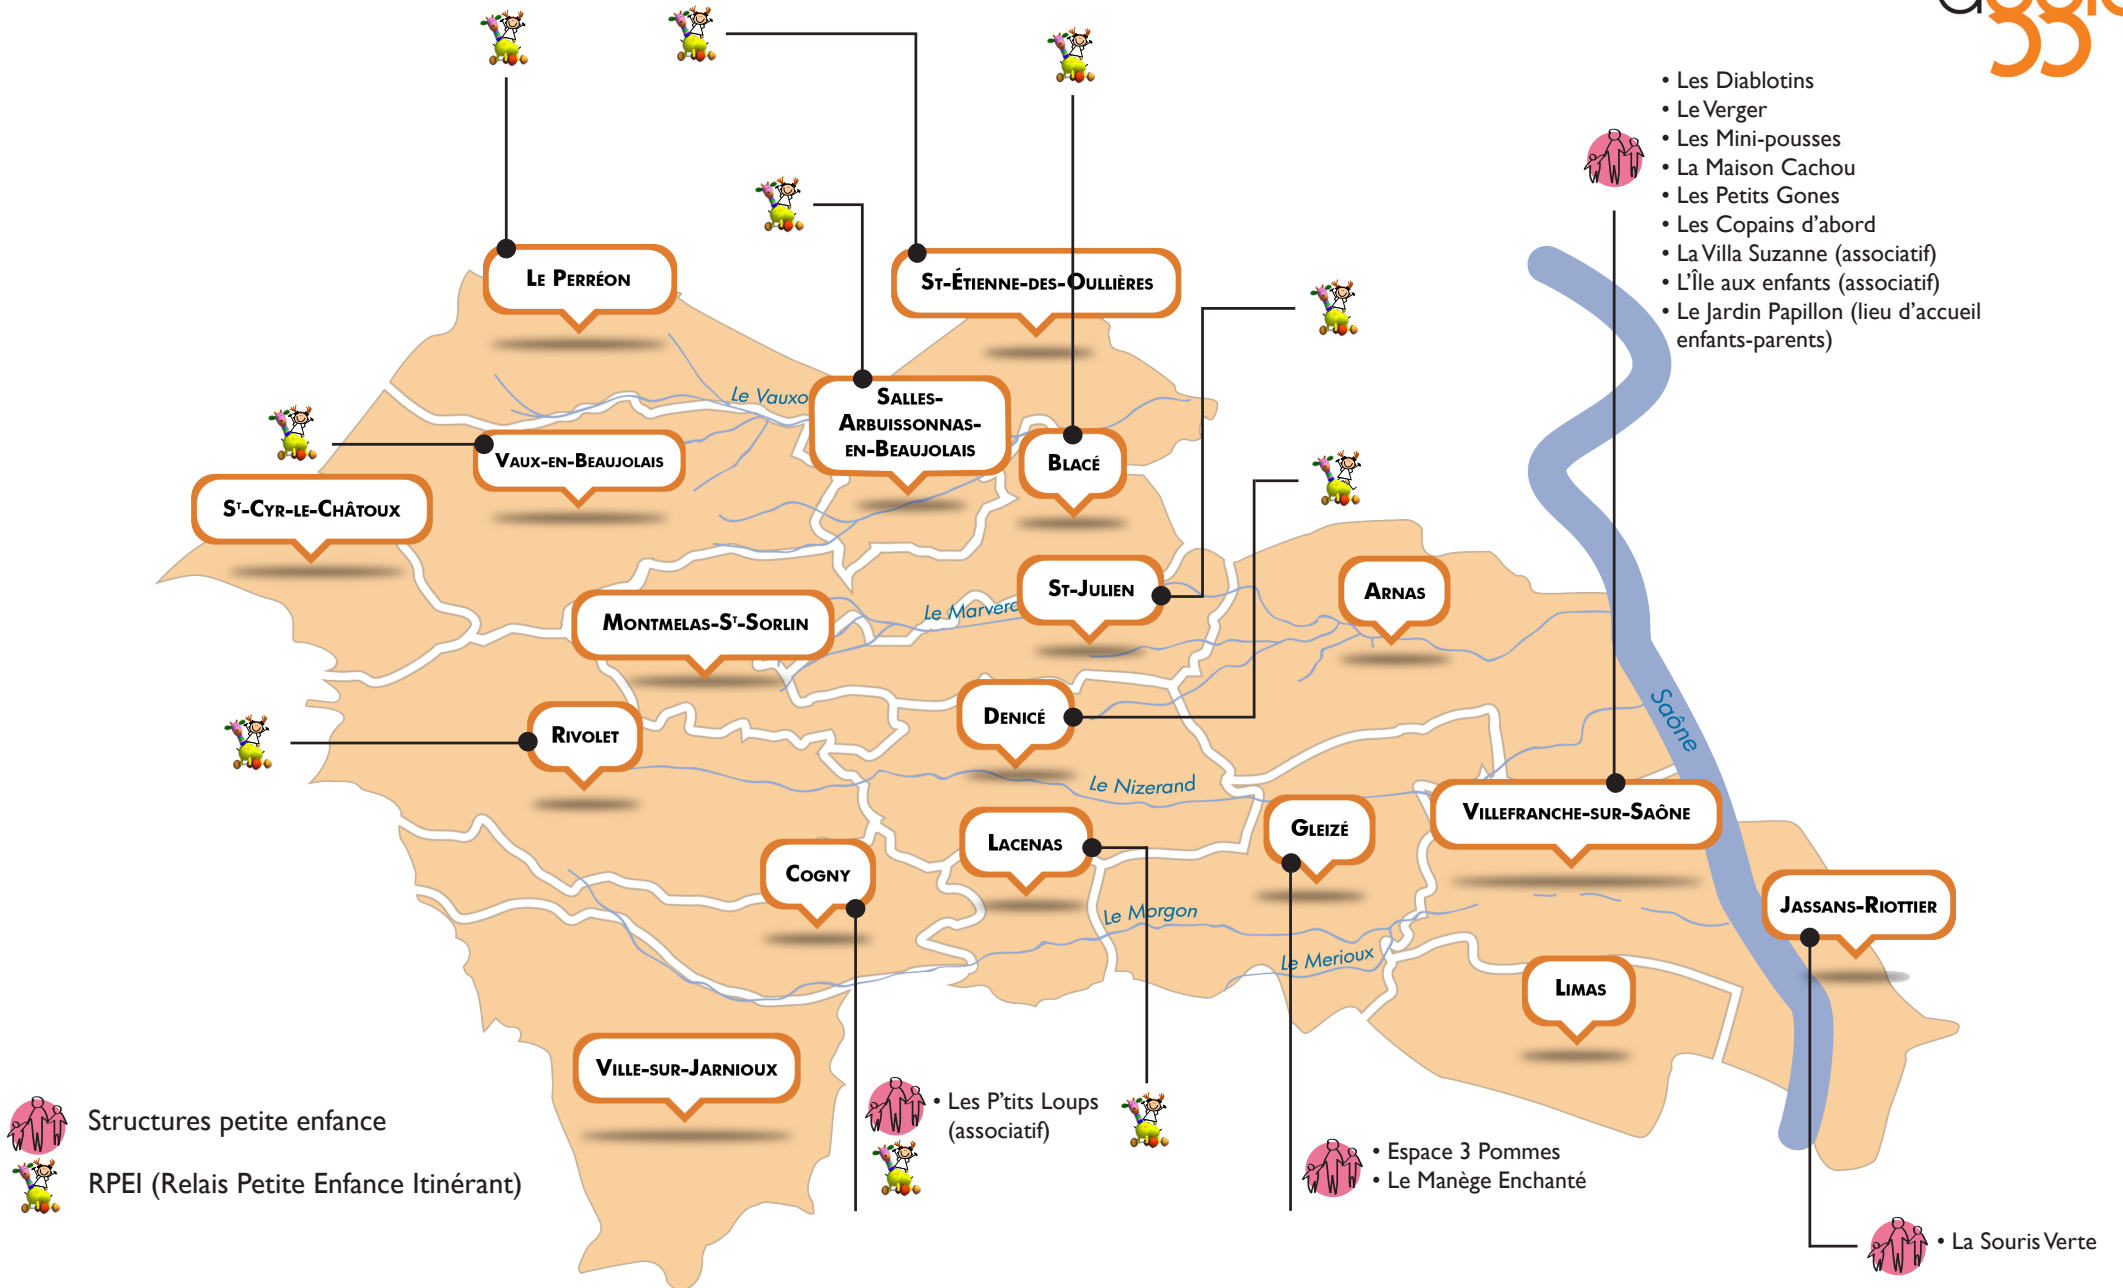 • Les Diablotins
• Le Verger
• Les Mini-pousses
• La Maison Cachou
• Les Petits Gones
• Les Copains d’abord
• La Villa Suzanne (associatif)
• L’Île aux enfants (associatif)
• Le Jardin Papillon (lieu d’accueil
enfants-parents)
Le Perréon
St-Étienne-des-Oullières
Le Vauxo
Salles-
Arbuissonnas-
en-Beaujolais
Blacé
Vaux-en-Beaujolais
St-Cyr-le-Châtoux
St-Julien
Arnas
Le Marvera
Montmelas-St-Sorlin
Denicé
Rivolet
Saône
Le Nizerand
Villefranche-sur-Saône
Gleizé
Lacenas
Cogny
Le Morgon
Jassans-Riottier
Le Merioux
Limas
Ville-sur-Jarnioux
• Les P’tits Loups
(associatif)
Structures petite enfance
RPEI (Relais Petite Enfance Itinérant)
• Espace 3 Pommes
• Le Manège Enchanté
• La Souris Verte